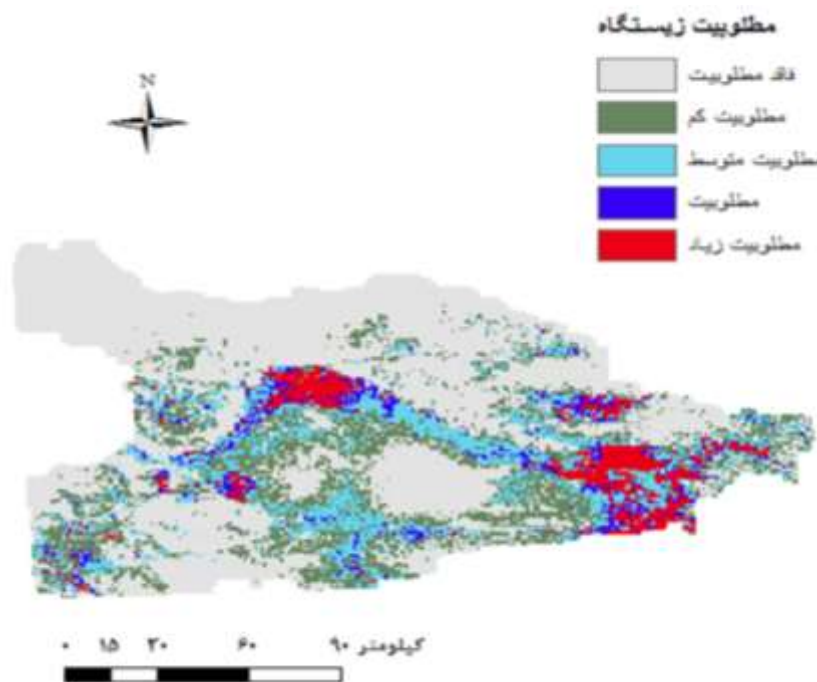 مطلوبیت زیستگاه
فاقد مطلوبیت
مطلوبیت کم
مطلوبیت متوسط
مطلوبیت
مطلوبیت زیاد
N
۰ ۱۵ ۳۰ ۶۰ ۹۰ کیلومتر